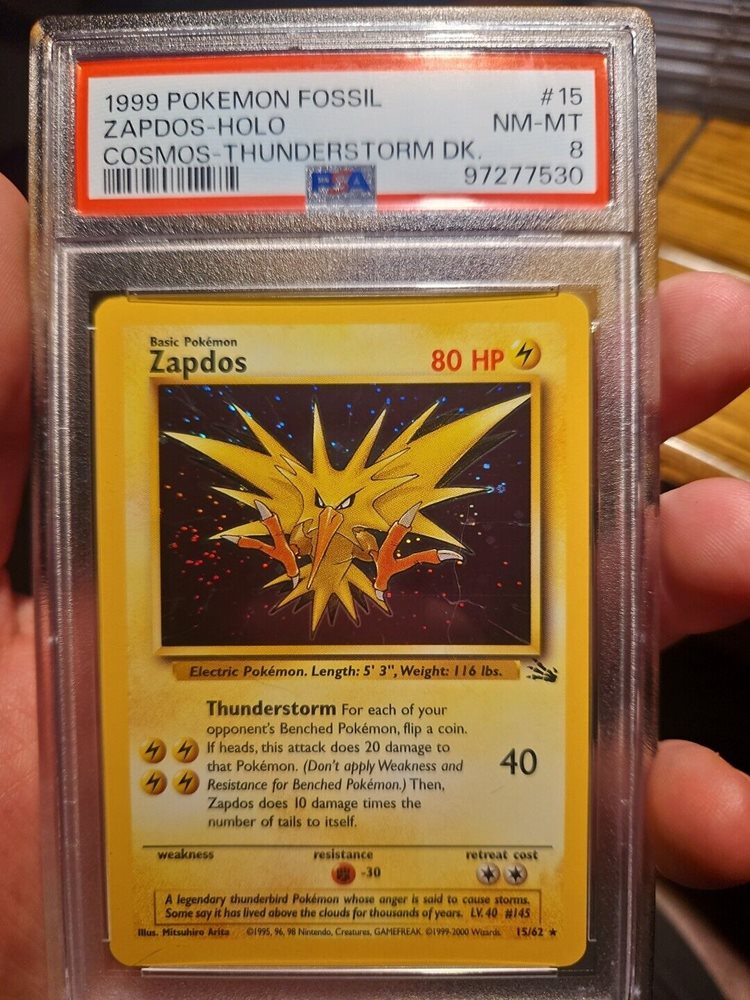 1999 POKEMON FOSSIL #15
ZAPDOS-HOLO NM-MT
COSMOS-THUNDERSTORM DK. 8
PSA 97277530
Basic Pokémon
Zapdos 80 HP
Electric Pokémon. Length: 5' 3", Weight: 116 lbs.
Thunderstorm For each of your
opponent's Benched Pokémon, flip a coin.
If heads, this attack does 20 damage to
that Pokémon. (Don't apply Weakness and
Resistance for Benched Pokémon.) Then,
Zapdos does 10 damage times the
number of tails to itself.
40
weakness resistance retreat cost
-30
A legendary thunderbird Pokémon whose anger is said to cause storms.
Some say it has lived above the clouds for thousands of years. LV. 40 #145
Illus. Mitsuhiro Arita ©1995, 96, 98 Nintendo, Creatures, GAMEFREAK. ©1999-2000 Wizards. 15/62 ★